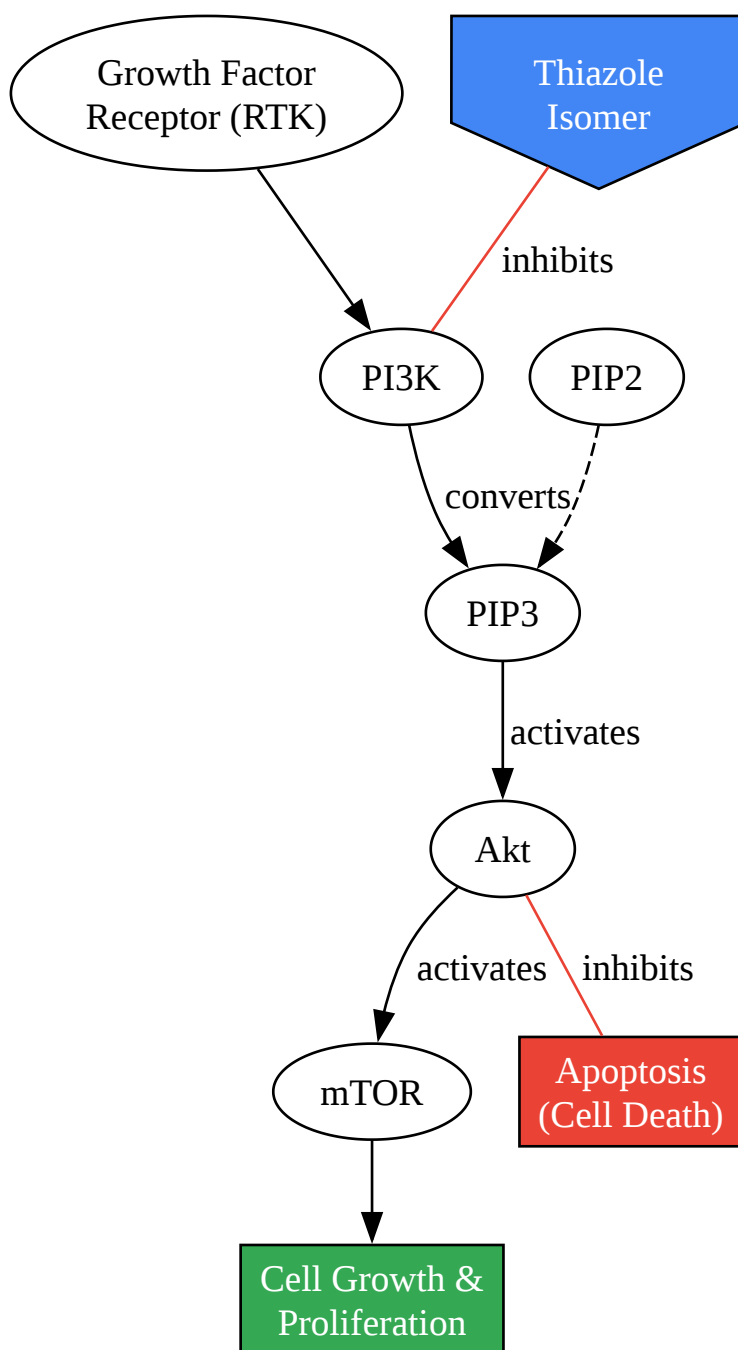 Growth Factor
Receptor (RTK)
Thiazole
Isomer
inhibits
PI3K
PIP2
converts
PIP3
activates
Akt
activates
inhibits
mTOR
Apoptosis
(Cell Death)
Cell Growth &
Proliferation